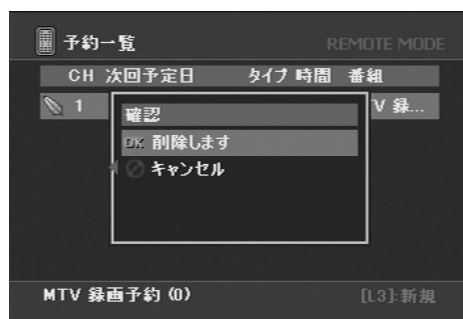 予約一覧 REMOTE MODE
CH 次回予定日 タイプ 時間 番組
1 V 録...
確認
OK 削除します
キャンセル
MTV 録画予約 (0) [L3]:新規